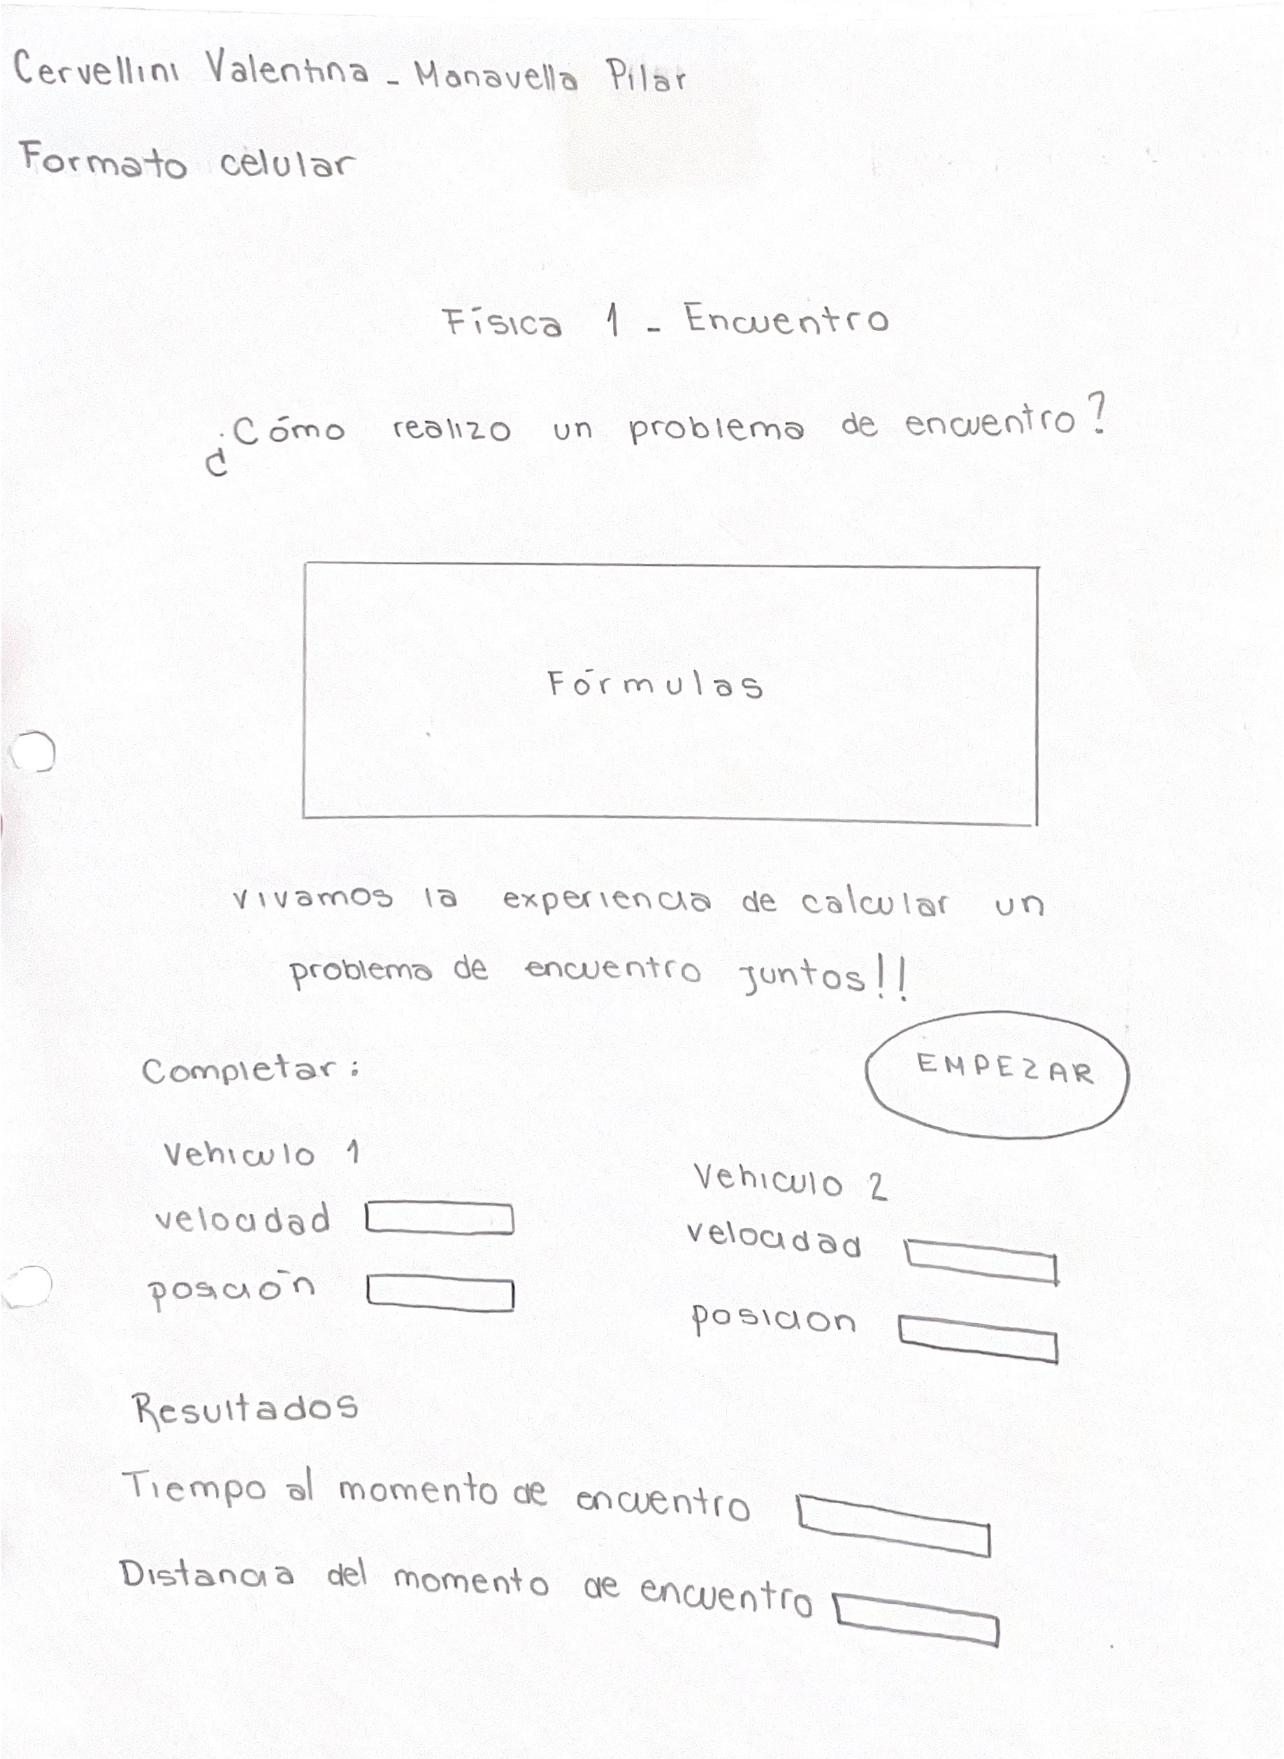 Cervellini Valentina - Manavella Pilar
Formato celular
Física 1 - Encuentro
¿Cómo realizo un problema de encuentro?
Fórmulas
vivamos la experiencia de calcular un
problema de encuentro juntos!!
Completar:
EMPEZAR
Vehiculo 1
velocidad
posición
Vehiculo 2
velocidad
posicion
Resultados
Tiempo al momento de encuentro
Distancia del momento de encuentro